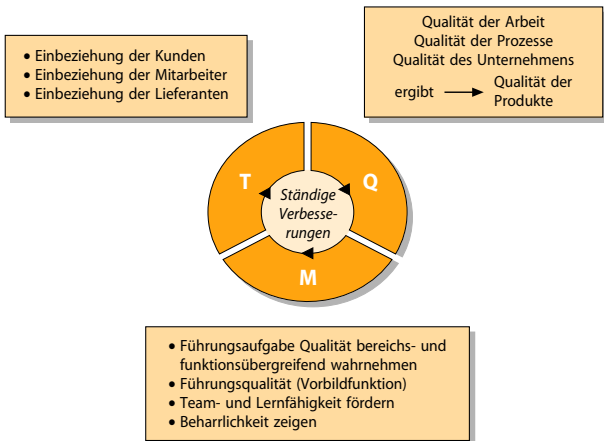 • Einbeziehung der Kunden
• Einbeziehung der Mitarbeiter
• Einbeziehung der Lieferanten
Qualität der Arbeit
Qualität der Prozesse
Qualität des Unternehmens
ergibt → Qualität der
Produkte
T
Q
Ständige
Verbesse-
rungen
M
• Führungsaufgabe Qualität bereichs- und
funktionsübergreifend wahrnehmen
• Führungsqualität (Vorbildfunktion)
• Team- und Lernfähigkeit fördern
• Beharrlichkeit zeigen